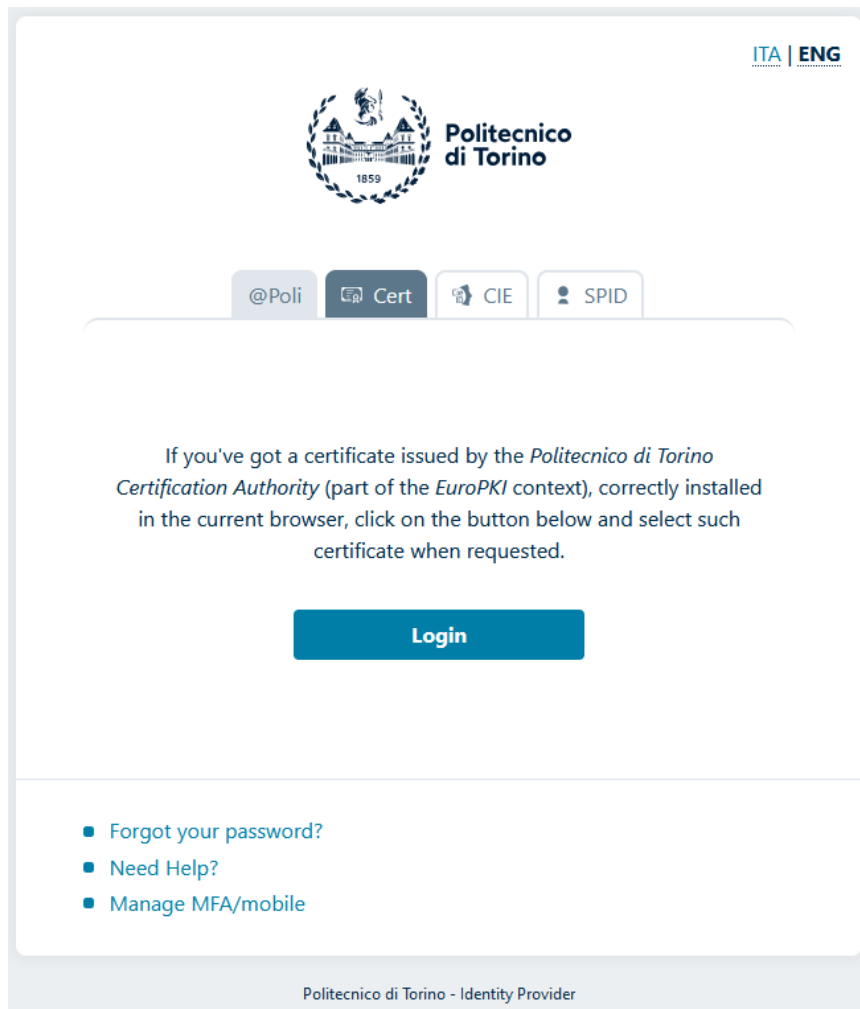 ITA | ENG
Politecnico
di Torino
1859
@Poli
Cert
CIE
SPID
If you've got a certificate issued by the Politecnico di Torino
Certification Authority (part of the EuroPKI context), correctly installed
in the current browser, click on the button below and select such
certificate when requested.
Login
Forgot your password?
Need Help?
Manage MFA/mobile
Politecnico di Torino - Identity Provider